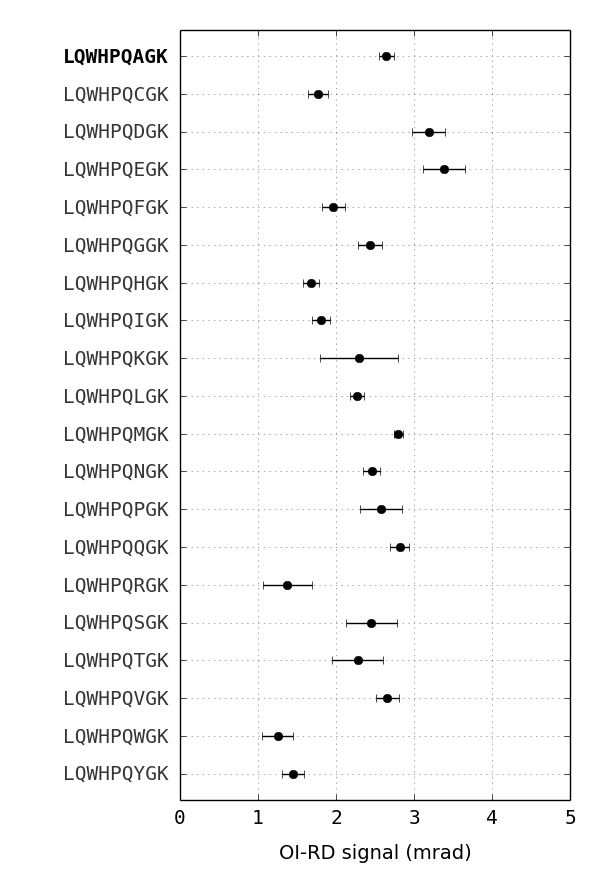 LQWHPQAGK
LQWHPQCGK
LQWHPQDGK
LQWHPQEGK
LQWHPQFGK
LQWHPQGGK
LQWHPQHGK
LQWHPQIGK
LQWHPQKGK
LQWHPQLGK
LQWHPQMGK
LQWHPQNGK
LQWHPQPGK
LQWHPQQGK
LQWHPQRGK
LQWHPQSGK
LQWHPQTGK
LQWHPQVGK
LQWHPQWGK
LQWHPQYGK
0 1 2 3 4 5
OI-RD signal (mrad)